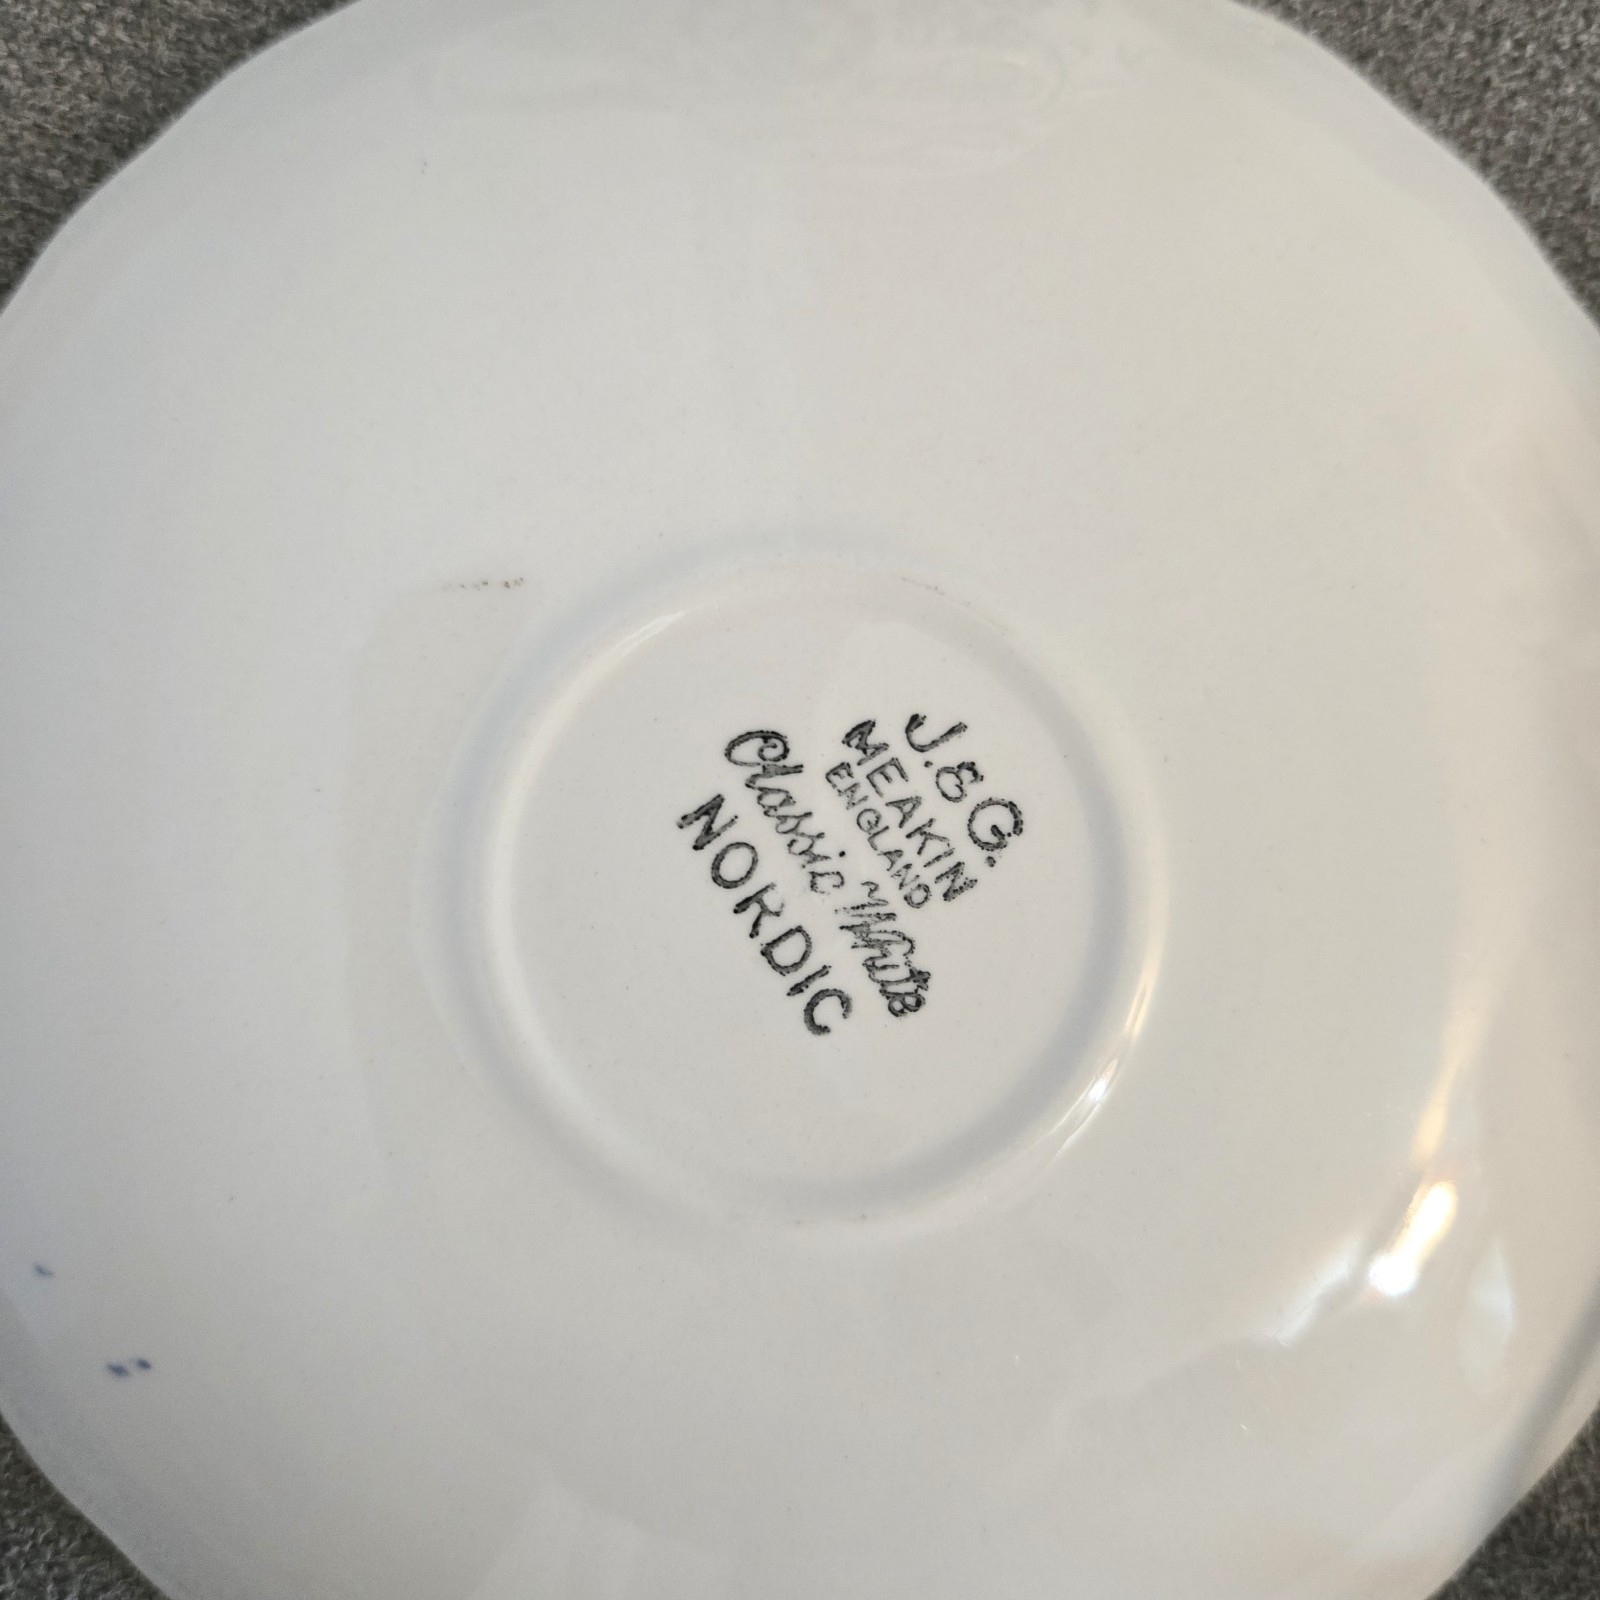 J. & G.
MEAKIN
ENGLAND
Classic White
NORDIC